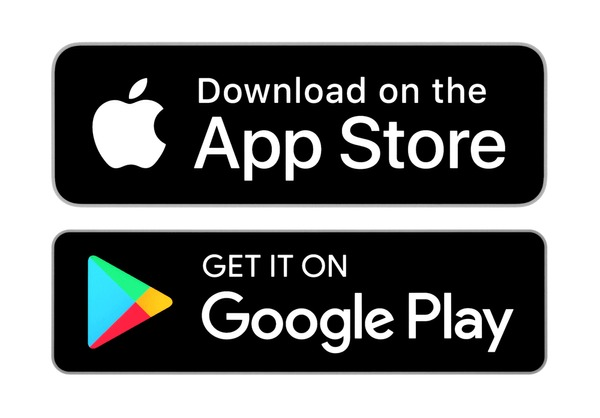 Download on the
App Store
GET IT ON
Google Play